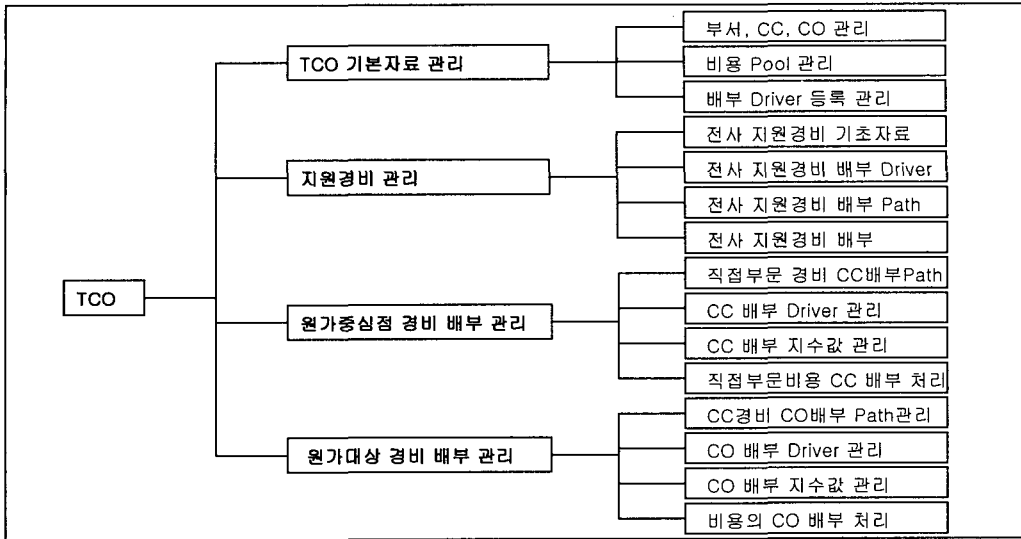 TCO
TCO 기본자료 관리
부서, CC, CO 관리
비용 Pool 관리
배부 Driver 등록 관리
지원경비 관리
전사 지원경비 기초자료
전사 지원경비 배부 Driver
전사 지원경비 배부 Path
전사 지원경비 배부
원가중심점 경비 배부 관리
직접부문 경비 CC배부Path
CC 배부 Driver 관리
CC 배부 지수값 관리
직접부문비용 CC 배부 처리
원가대상 경비 배부 관리
CC경비 CO배부 Path관리
CO 배부 Driver 관리
CO 배부 지수값 관리
비용의 CO 배부 처리